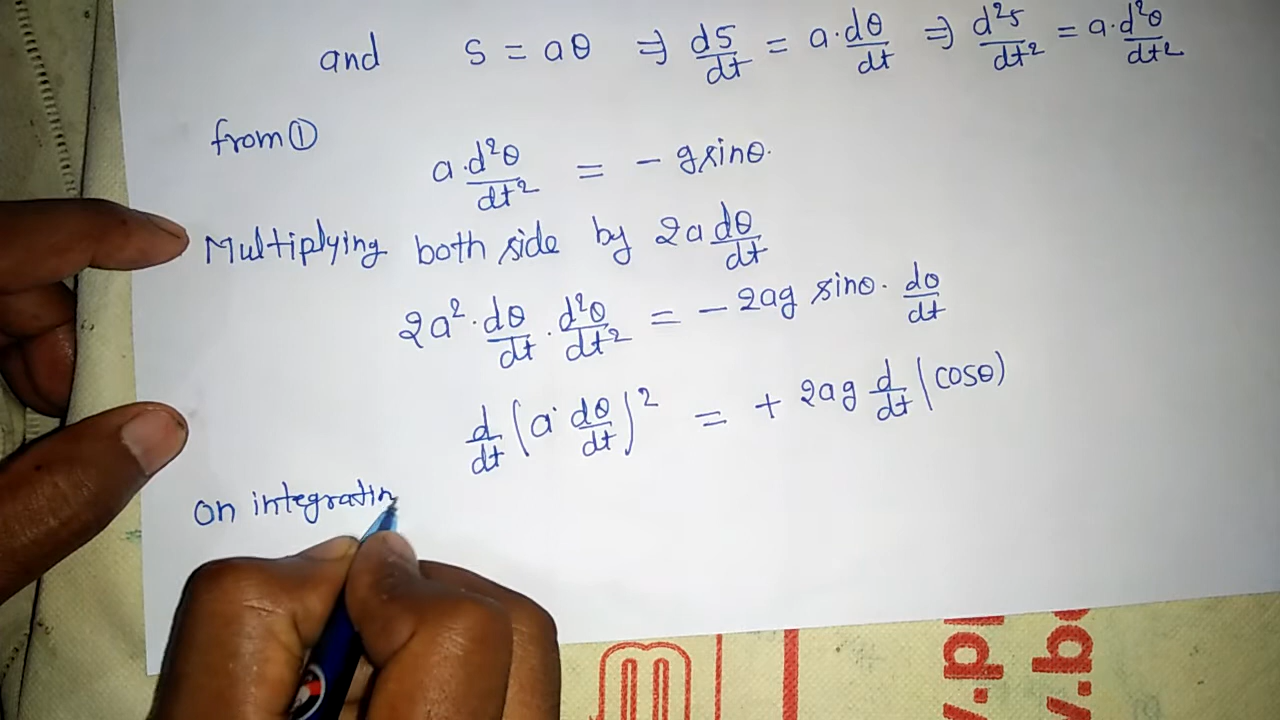 and S = aθ ⇒ dS/dt = a·dθ/dt ⇒ d²s/dt² = a·d²θ/dt²
from ①
a·d²θ/dt² = - gsinθ.
Multiplying both side by 2a dθ/dt
2a²·dθ/dt·d²θ/dt² = - 2ag sinθ·dθ/dt
d/dt (a·dθ/dt)² = + 2ag d/dt (cosθ)
on integratin